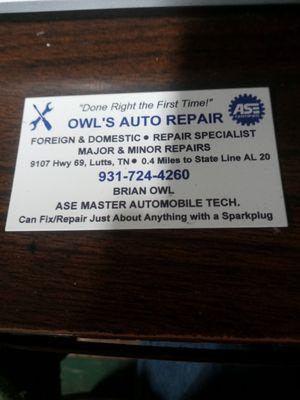 "Done Right the First Time!"
ASE
CERTIFIED
OWL'S AUTO REPAIR
FOREIGN & DOMESTIC ● REPAIR SPECIALIST
MAJOR & MINOR REPAIRS
9107 Hwy 69, Lutts, TN ● 0.4 Miles to State Line AL 20
931-724-4260
BRIAN OWL
ASE MASTER AUTOMOBILE TECH.
Can Fix/Repair Just About Anything with a Sparkplug